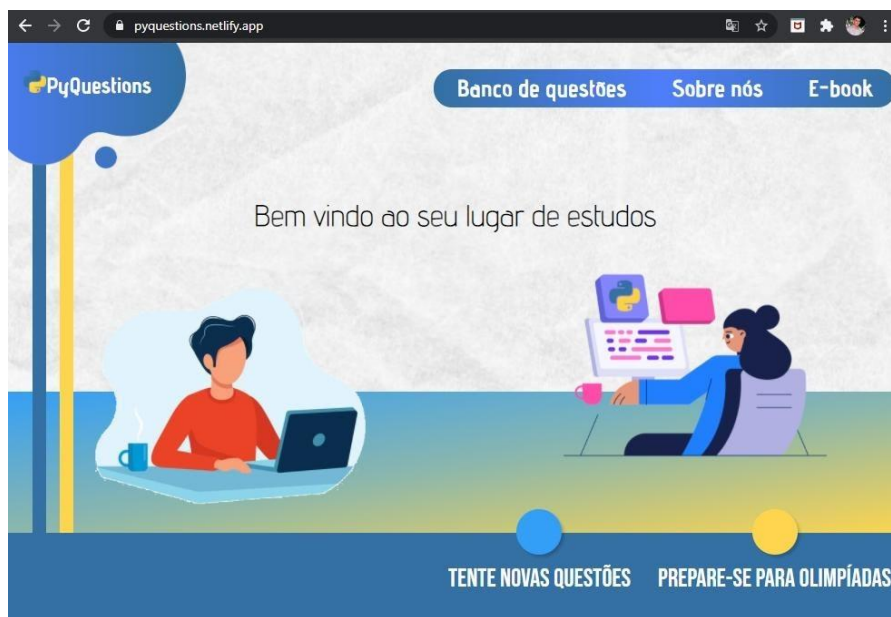 pyquestions.netlify.app
PyQuestions
Banco de questões Sobre nós E-book
Bem vindo ao seu lugar de estudos
TENTE NOVAS QUESTÕES PREPARE-SE PARA OLIMPÍADAS